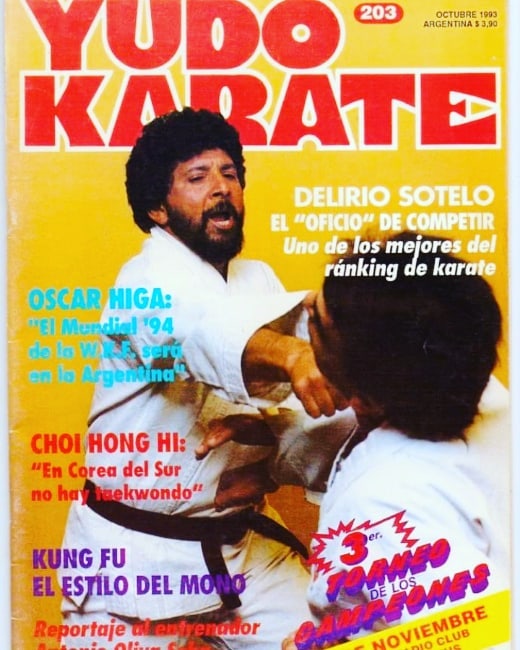 YUDO
203
OCTUBRE 1993
ARGENTINA $ 3,90
KARATE
DELIRIO SOTELO
EL "OFICIO" DE COMPETIR
Uno de los mejores del
ránking de karate
OSCAR HIGA:
"El Mundial '94
de la W.K.F. será
en la Argentina"
CHOI HONG HI:
"En Corea del Sur
no hay taekwondo"
KUNG FU
EL ESTILO DEL MONO
Reportaje al entrenador
Antonio Oliva
3er.
TORNEO
DE LOS
CAMPEONES
NOVIEMBRE
CLUB